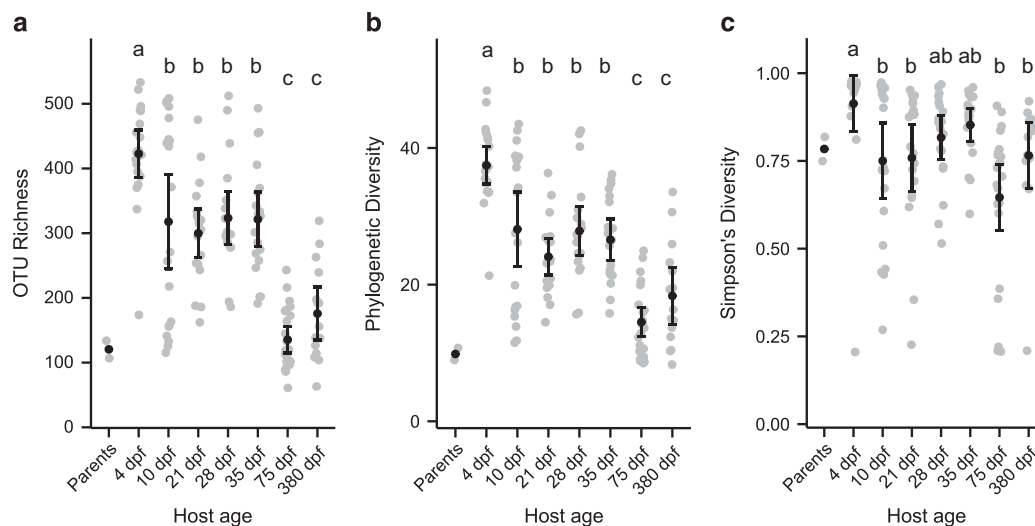 a
OTU Richness
500
400
300
200
100
0
a
b
b
b
b
c
c
Parents
4 dpf
10 dpf
21 dpf
28 dpf
35 dpf
75 dpf
380 dpf
Host age
b
Phylogenetic Diversity
40
20
0
a
b
b
b
b
c
c
Parents
4 dpf
10 dpf
21 dpf
28 dpf
35 dpf
75 dpf
380 dpf
Host age
c
Simpson's Diversity
1.00
0.75
0.50
0.25
0.00
a
b
b
ab
ab
b
b
Parents
4 dpf
10 dpf
21 dpf
28 dpf
35 dpf
75 dpf
380 dpf
Host age